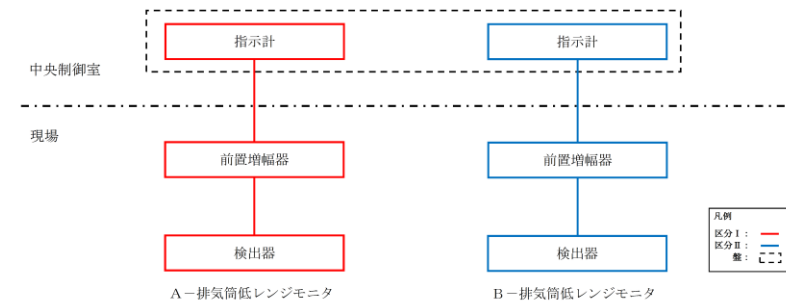 指示計
指示計
中央制御室
現場
前置増幅器
前置増幅器
検出器
検出器
凡例
区分Ⅰ:
区分Ⅱ:
盤:
A-排気筒低レンジモニタ
B-排気筒低レンジモニタ